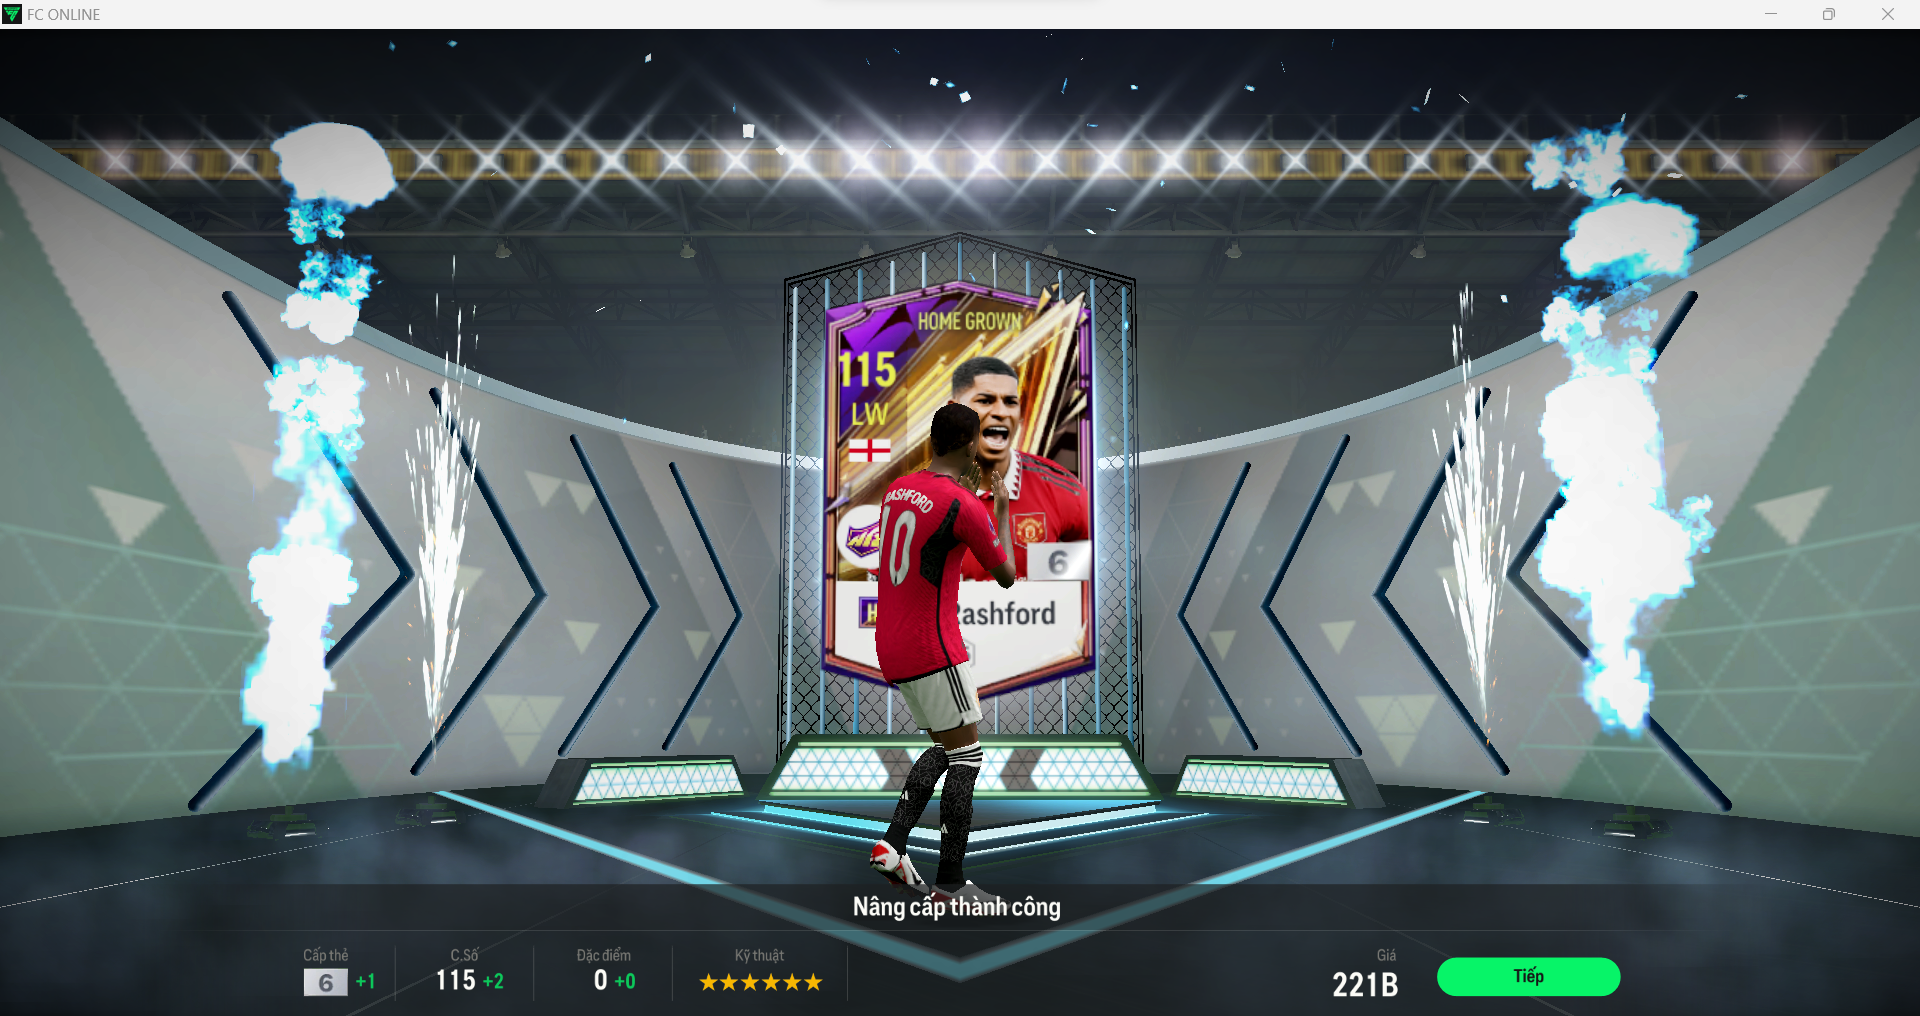 FC ONLINE
HOME GROWN
115
LW
RASHFORD
10
6
Rashford
Nâng cấp thành công
Cấp thẻ
6 +1
C.Số
115 +2
Đặc điểm
0 +0
Kỹ thuật
★★★★★★
Giá
221B
Tiếp